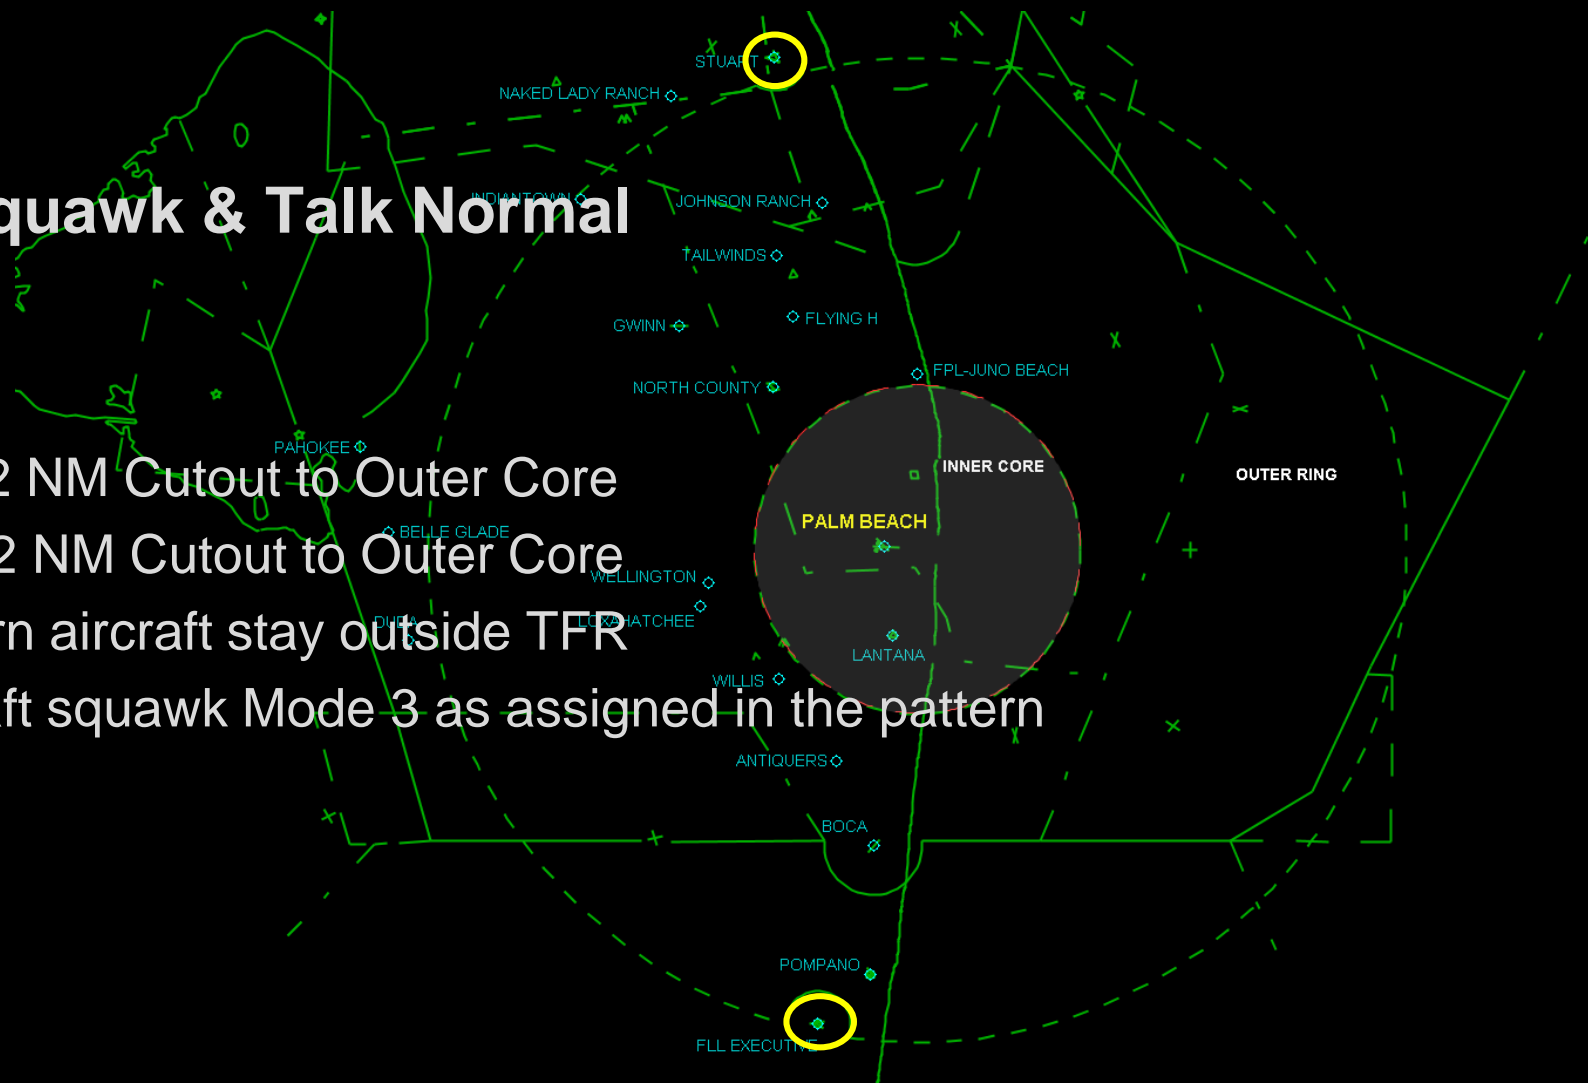 STUART
NAKED LADY RANCH
quawk & Talk Normal
INDIANTOWN
JOHNSON RANCH
TAILWINDS
FLYING H
GWINN
FPL-JUNO BEACH
NORTH COUNTY
PAHOKEE
INNER CORE
OUTER RING
2 NM Cutout to Outer Core
PALM BEACH
BELLE GLADE
2 NM Cutout to Outer Core
WELLINGTON
LOXAHATCHEE
DUDA
rn aircraft stay outside TFR
LANTANA
WILLIS
ft squawk Mode 3 as assigned in the pattern
ANTIQUERS
BOCA
POMPANO
FLL EXECUTIVE